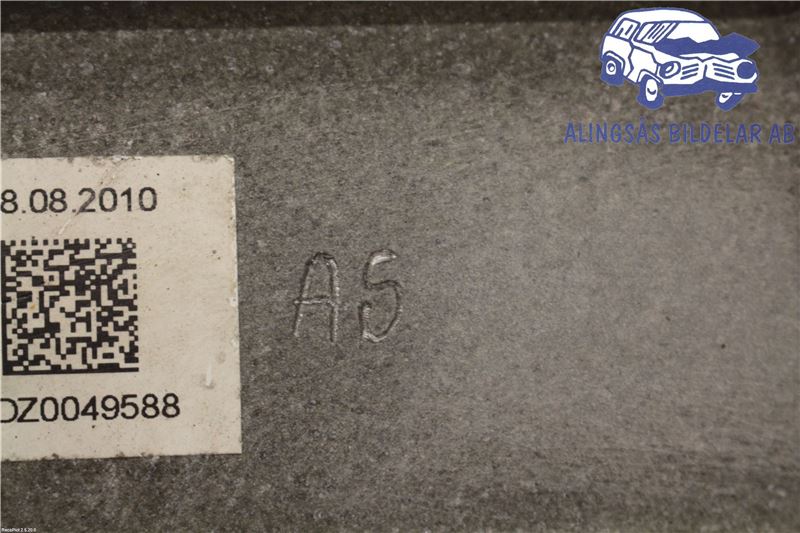 ALINGSÅS BILDELAR AB
8.08.2010
AS
DZ0049588